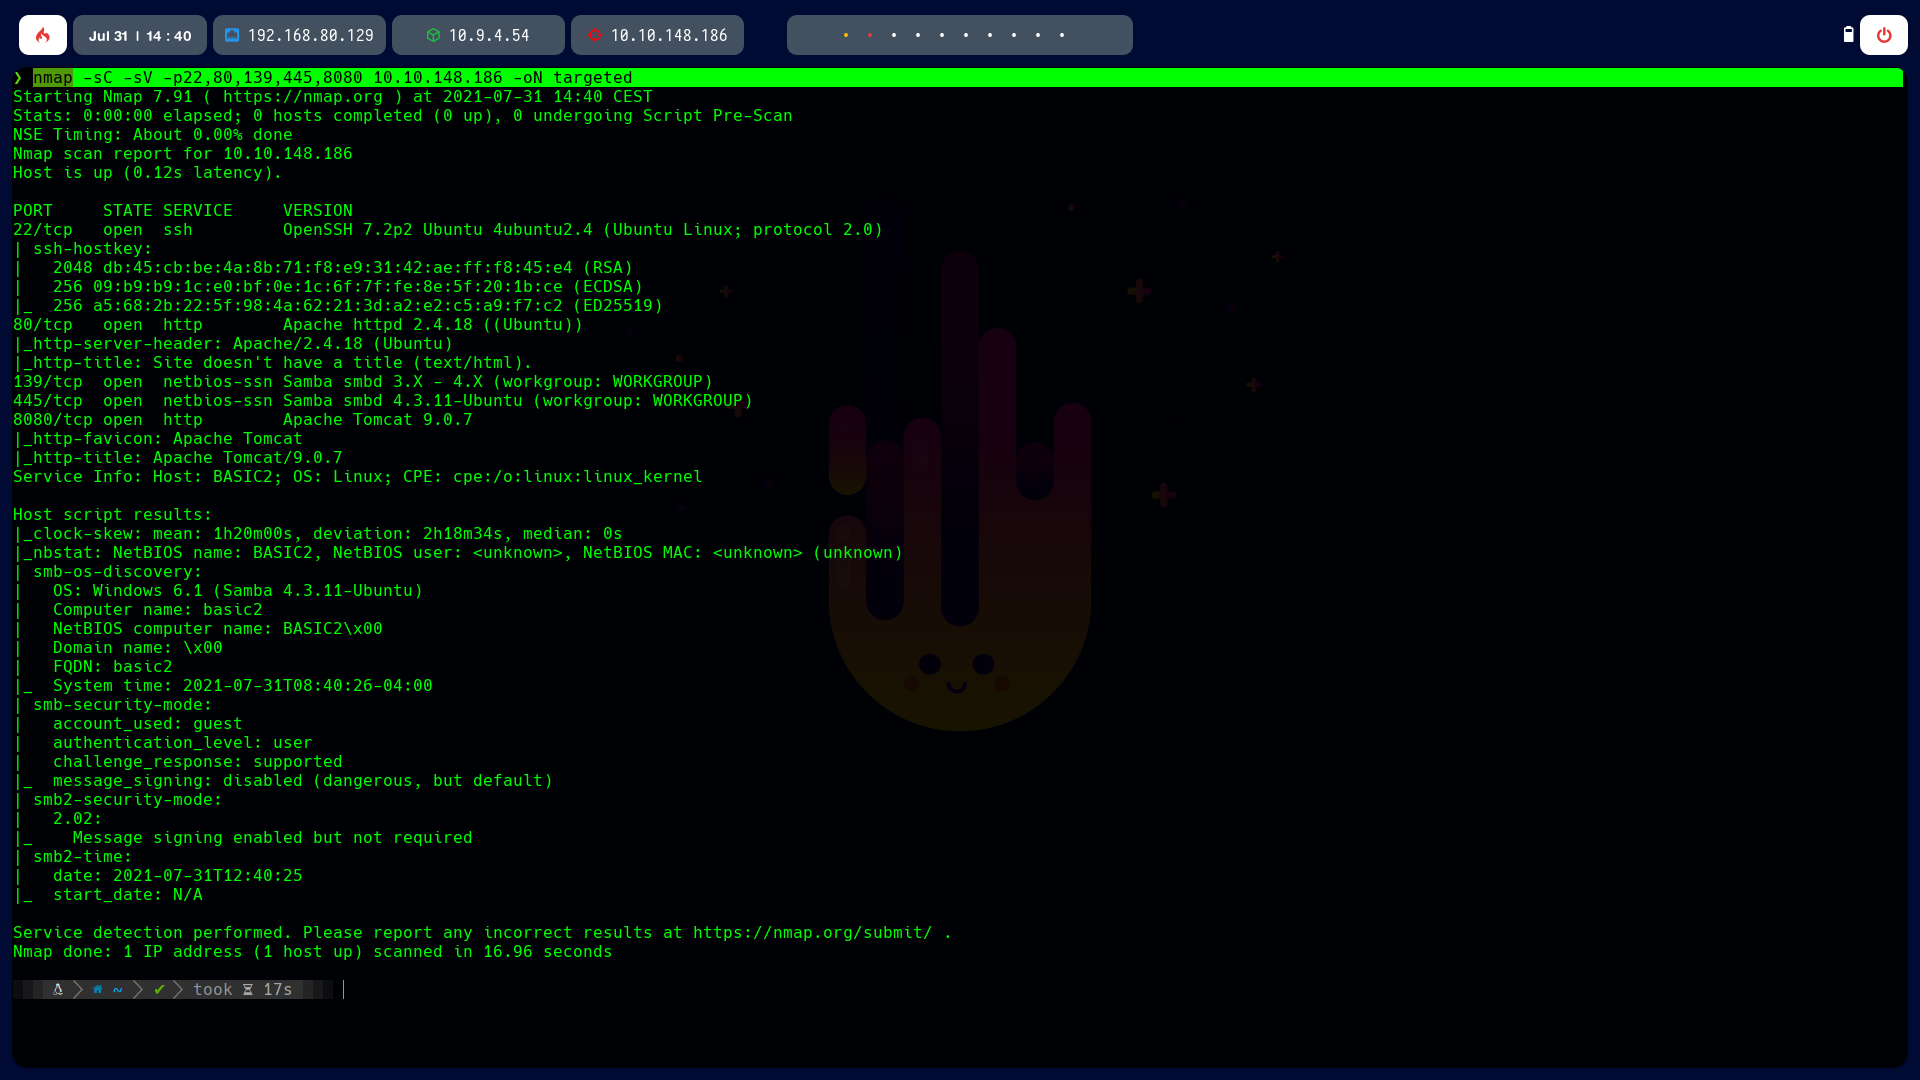 Jul 31 | 14 : 40
192.168.80.129
10.9.4.54
10.10.148.186
❯ nmap -sC -sV -p22,80,139,445,8080 10.10.148.186 -oN targeted
Starting Nmap 7.91 ( https://nmap.org ) at 2021-07-31 14:40 CEST
Stats: 0:00:00 elapsed; 0 hosts completed (0 up), 0 undergoing Script Pre-Scan
NSE Timing: About 0.00% done
Nmap scan report for 10.10.148.186
Host is up (0.12s latency).
PORT     STATE SERVICE     VERSION
22/tcp   open  ssh         OpenSSH 7.2p2 Ubuntu 4ubuntu2.4 (Ubuntu Linux; protocol 2.0)
| ssh-hostkey:
|   2048 db:45:cb:be:4a:8b:71:f8:e9:31:42:ae:ff:f8:45:e4 (RSA)
|   256 09:b9:b9:1c:e0:bf:0e:1c:6f:7f:fe:8e:5f:20:1b:ce (ECDSA)
|_  256 a5:68:2b:22:5f:98:4a:62:21:3d:a2:e2:c5:a9:f7:c2 (ED25519)
80/tcp   open  http        Apache httpd 2.4.18 ((Ubuntu))
|_http-server-header: Apache/2.4.18 (Ubuntu)
|_http-title: Site doesn't have a title (text/html).
139/tcp  open  netbios-ssn Samba smbd 3.X - 4.X (workgroup: WORKGROUP)
445/tcp  open  netbios-ssn Samba smbd 4.3.11-Ubuntu (workgroup: WORKGROUP)
8080/tcp open  http        Apache Tomcat 9.0.7
|_http-favicon: Apache Tomcat
|_http-title: Apache Tomcat/9.0.7
Service Info: Host: BASIC2; OS: Linux; CPE: cpe:/o:linux:linux_kernel
Host script results:
|_clock-skew: mean: 1h20m00s, deviation: 2h18m34s, median: 0s
|_nbstat: NetBIOS name: BASIC2, NetBIOS user: <unknown>, NetBIOS MAC: <unknown> (unknown)
| smb-os-discovery:
|   OS: Windows 6.1 (Samba 4.3.11-Ubuntu)
|   Computer name: basic2
|   NetBIOS computer name: BASIC2\x00
|   Domain name: \x00
|   FQDN: basic2
|_  System time: 2021-07-31T08:40:26-04:00
| smb-security-mode:
|   account_used: guest
|   authentication_level: user
|   challenge_response: supported
|_  message_signing: disabled (dangerous, but default)
| smb2-security-mode:
|   2.02:
|_    Message signing enabled but not required
| smb2-time:
|   date: 2021-07-31T12:40:25
|_  start_date: N/A
Service detection performed. Please report any incorrect results at https://nmap.org/submit/ .
Nmap done: 1 IP address (1 host up) scanned in 16.96 seconds
~ ✔ took 17s